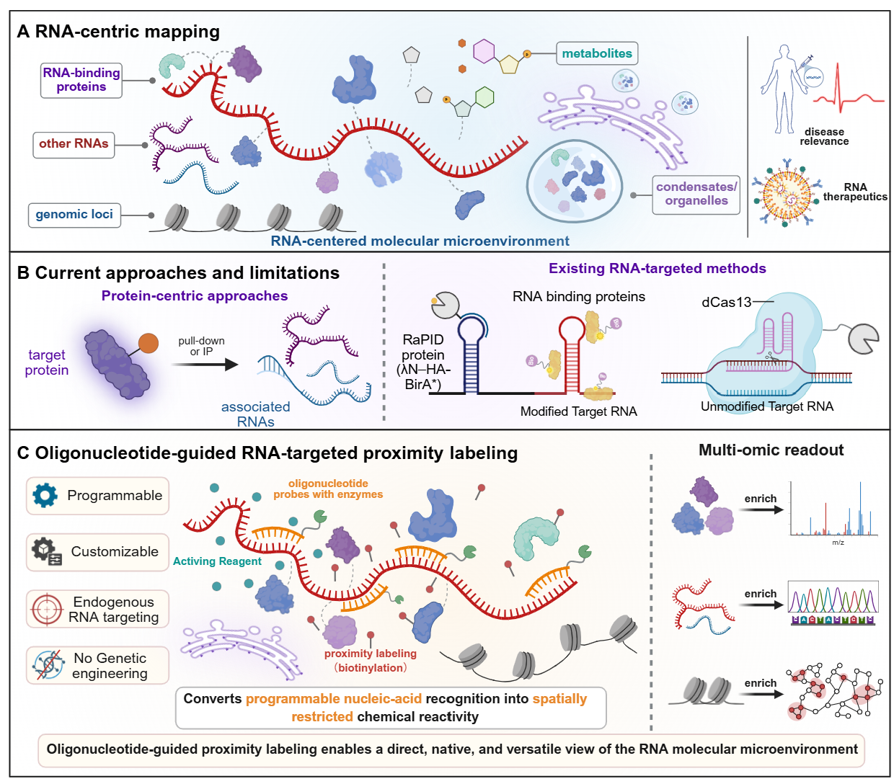 A RNA-centric mapping
RNA-binding
proteins
metabolites
other RNAs
condensates/
organelles
genomic loci
RNA-centered molecular microenvironment
disease
relevance
RNA
therapeutics
B Current approaches and limitations
Protein-centric approaches
target
protein
pull-down
or IP
associated
RNAs
Existing RNA-targeted methods
RNA binding proteins
RaPID
protein
(λN–HA-
BirA*)
Modified Target RNA
dCas13
Unmodified Target RNA
C Oligonucleotide-guided RNA-targeted proximity labeling
Programmable
Customizable
Endogenous
RNA targeting
No Genetic
engineering
oligonucleotide
probes with enzymes
Activing Reagent
proximity labeling
(biotinylation)
Converts programmable nucleic-acid recognition into spatially
restricted chemical reactivity
Multi-omic readout
enrich
m/z
enrich
enrich
Oligonucleotide-guided proximity labeling enables a direct, native, and versatile view of the RNA molecular microenvironment